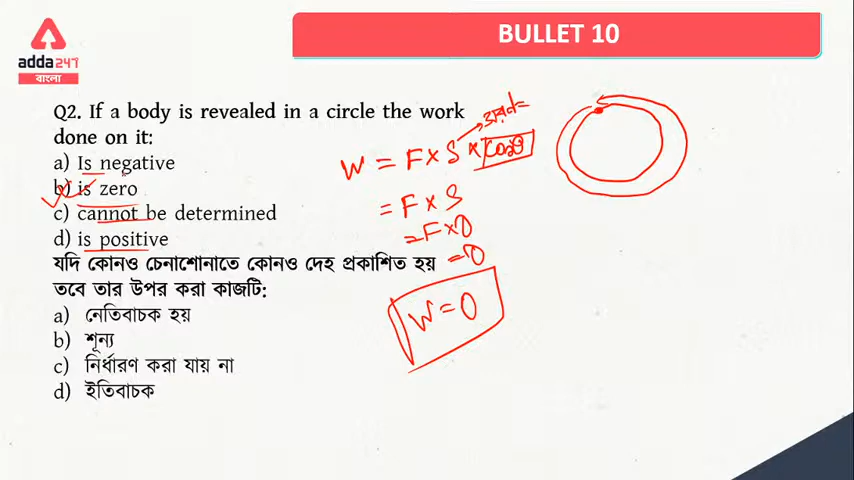 BULLET 10
adda247
বাংলা
Q2. If a body is revealed in a circle the work
done on it:
a) Is negative
b) is zero
c) cannot be determined
d) is positive
যদি কোনও চেনাশোনাতে কোনও দেহ প্রকাশিত হয়
তবে তার উপর করা কাজটি:
a) নেতিবাচক হয়
b) শূন্য
c) নির্ধারণ করা যায় না
d) ইতিবাচক
W = F × S × cosθ
= F × S
= F × 0
= 0
W = 0